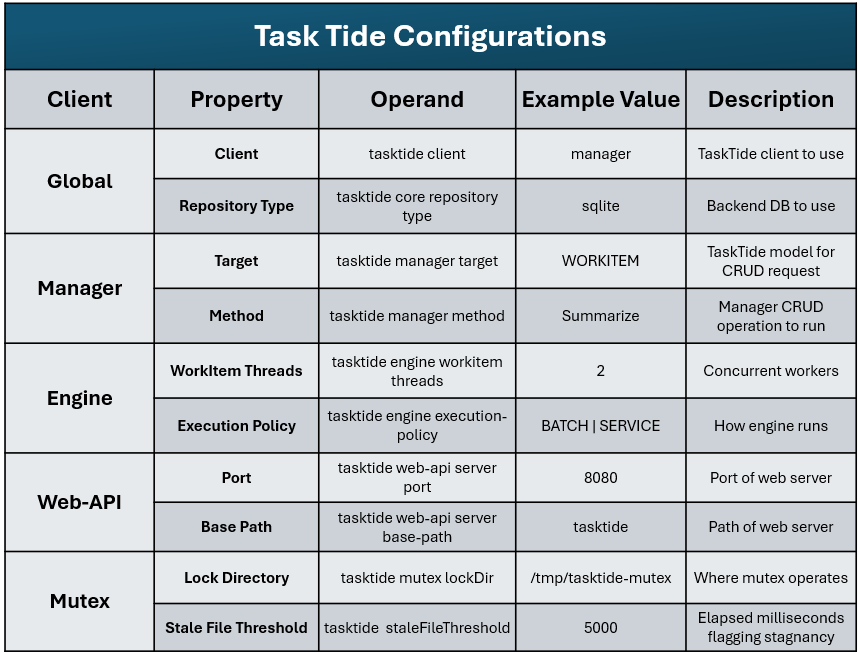 Task Tide Configurations
Client Property Operand Example Value Description
Global
Client tasktide client manager TaskTide client to use
Repository Type tasktide core repository
type sqlite Backend DB to use
Manager
Target tasktide manager target WORKITEM TaskTide model for
CRUD request
Method tasktide manager method Summarize Manager CRUD
operation to run
Engine
WorkItem Threads tasktide engine workitem
threads 2 Concurrent workers
Execution Policy tasktide engine execution-
policy BATCH | SERVICE How engine runs
Web-API
Port tasktide web-api server
port 8080 Port of web server
Base Path tasktide web-api server
base-path tasktide Path of web server
Mutex
Lock Directory tasktide mutex lockDir /tmp/tasktide-mutex Where mutex operates
Stale File Threshold tasktide staleFileThreshold 5000 Elapsed milliseconds
flagging stagnancy